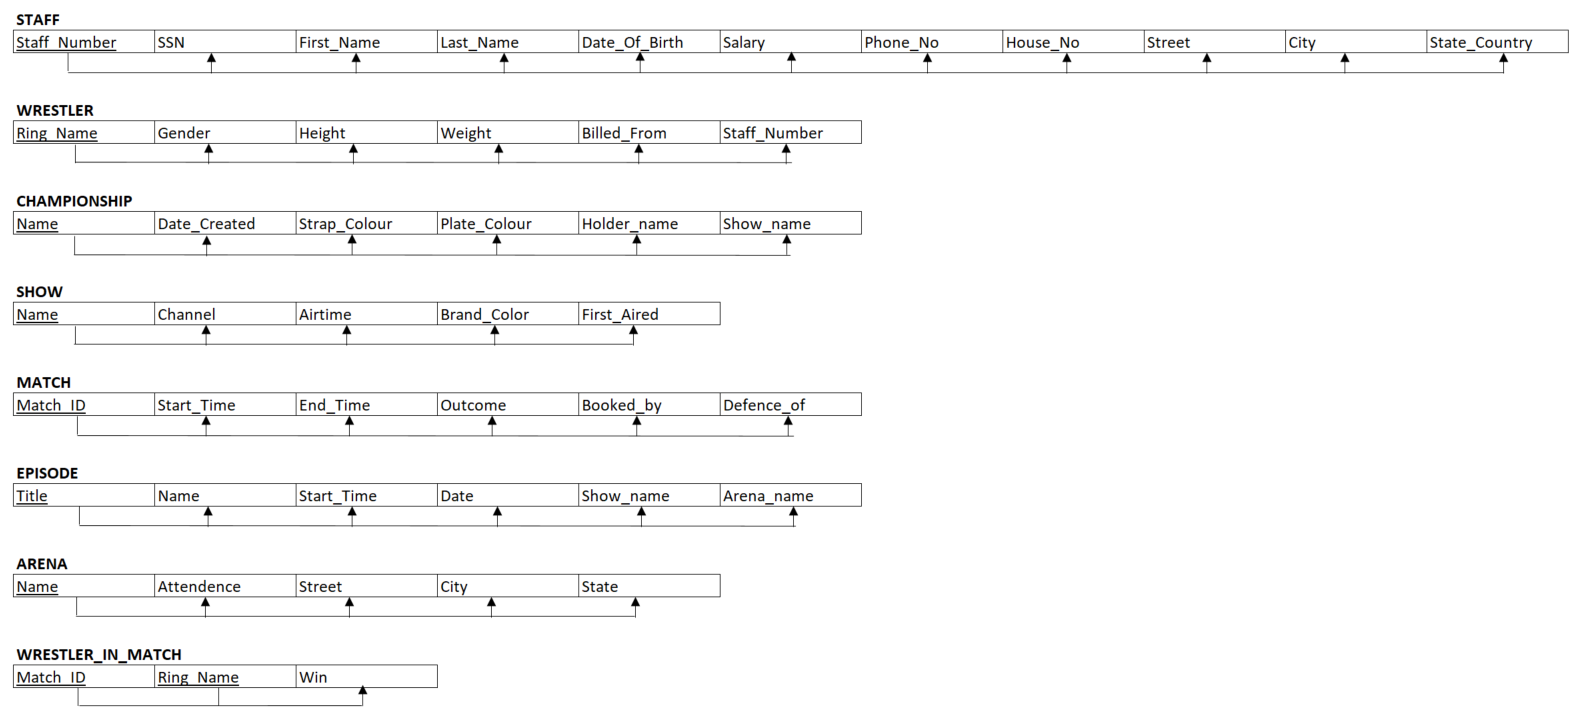 STAFF
Staff_Number SSN First_Name Last_Name Date_Of_Birth Salary Phone_No House_No Street City State_Country
WRESTLER
Ring_Name Gender Height Weight Billed_From Staff_Number
CHAMPIONSHIP
Name Date_Created Strap_Colour Plate_Colour Holder_name Show_name
SHOW
Name Channel Airtime Brand_Color First_Aired
MATCH
Match_ID Start_Time End_Time Outcome Booked_by Defence_of
EPISODE
Title Name Start_Time Date Show_name Arena_name
ARENA
Name Attendence Street City State
WRESTLER_IN_MATCH
Match_ID Ring_Name Win